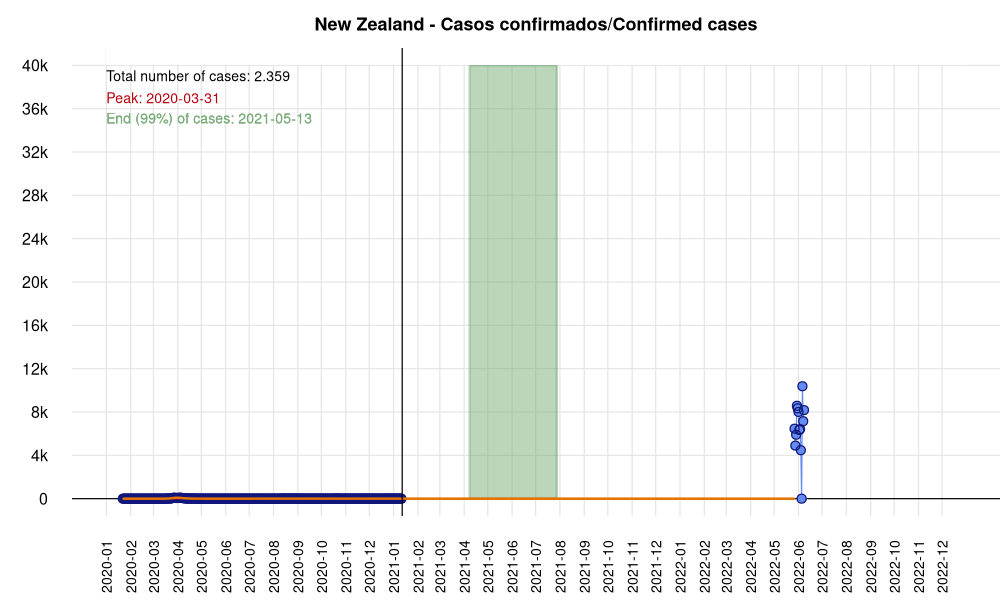 New Zealand - Casos confirmados/Confirmed cases
Total number of cases: 2.359
Peak: 2020-03-31
End (99%) of cases: 2021-05-13
40k
36k
32k
28k
24k
20k
16k
12k
8k
4k
0
2020-01
2020-02
2020-03
2020-04
2020-05
2020-06
2020-07
2020-08
2020-09
2020-10
2020-11
2020-12
2021-01
2021-02
2021-03
2021-04
2021-05
2021-06
2021-07
2021-08
2021-09
2021-10
2021-11
2021-12
2022-01
2022-02
2022-03
2022-04
2022-05
2022-06
2022-07
2022-08
2022-09
2022-10
2022-11
2022-12